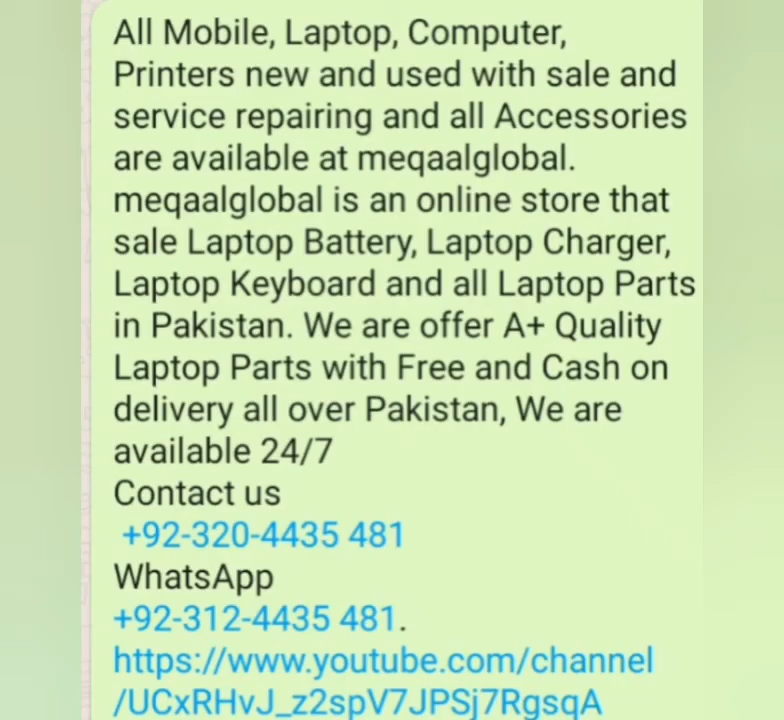 All Mobile, Laptop, Computer,
Printers new and used with sale and
service repairing and all Accessories
are available at meqaalglobal.
meqaalglobal is an online store that
sale Laptop Battery, Laptop Charger,
Laptop Keyboard and all Laptop Parts
in Pakistan. We are offer A+ Quality
Laptop Parts with Free and Cash on
delivery all over Pakistan, We are
available 24/7
Contact us
+92-320-4435 481
WhatsApp
+92-312-4435 481.
https://www.youtube.com/channel
/UCxRHvJ_z2spV7JPSj7RgsqA